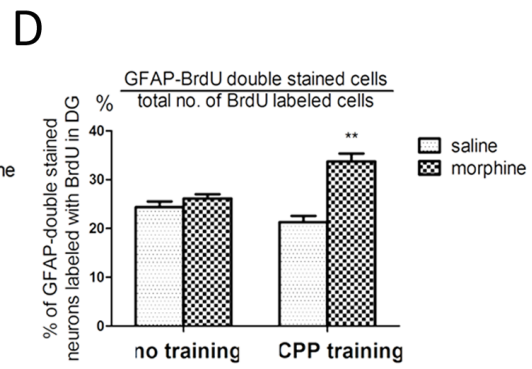 D
GFAP-BrdU double stained cells
total no. of BrdU labeled cells
%
% of GFAP-double stained
neurons labeled with BrdU in DG
40
30
20
10
0
**
saline
morphine
no training
CPP training
ne